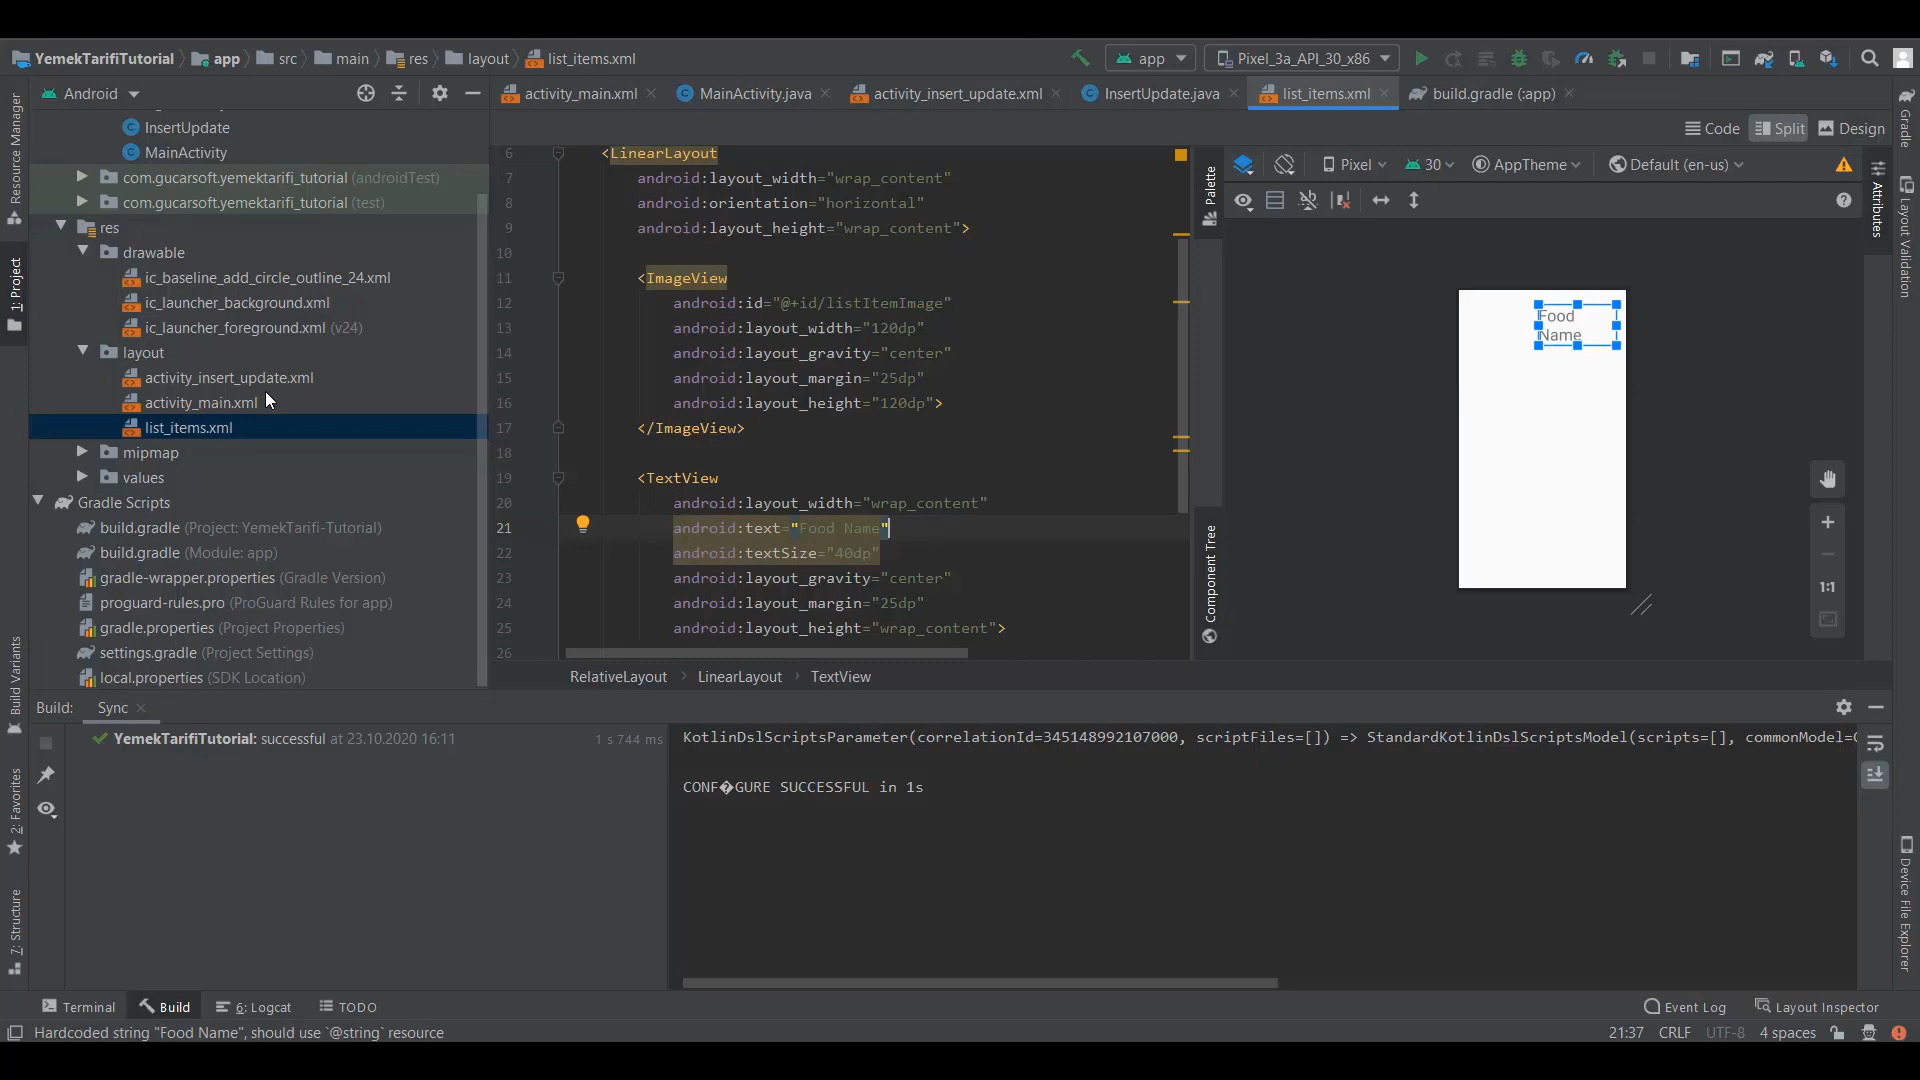 YemekTarifiTutorial app src main res layout list_items.xml
app Pixel_3a_API_30_x86
Android
activity_main.xml MainActivity.java activity_insert_update.xml InsertUpdate.java list_items.xml build.gradle (:app)
Code Split Design
Resource Manager
1: Project
Build Variants
2: Favorites
7: Structure
InsertUpdate
MainActivity
com.gucarsoft.yemektarifi_tutorial (androidTest)
com.gucarsoft.yemektarifi_tutorial (test)
res
drawable
ic_baseline_add_circle_outline_24.xml
ic_launcher_background.xml
ic_launcher_foreground.xml (v24)
layout
activity_insert_update.xml
activity_main.xml
list_items.xml
mipmap
values
Gradle Scripts
build.gradle (Project: YemekTarifi-Tutorial)
build.gradle (Module: app)
gradle-wrapper.properties (Gradle Version)
proguard-rules.pro (ProGuard Rules for app)
gradle.properties (Project Properties)
settings.gradle (Project Settings)
local.properties (SDK Location)
6 <LinearLayout
7 android:layout_width="wrap_content"
8 android:orientation="horizontal"
9 android:layout_height="wrap_content">
10
11 <ImageView
12 android:id="@+id/listItemImage"
13 android:layout_width="120dp"
14 android:layout_gravity="center"
15 android:layout_margin="25dp"
16 android:layout_height="120dp">
17 </ImageView>
18
19 <TextView
20 android:layout_width="wrap_content"
21 android:text="Food Name"
22 android:textSize="40dp"
23 android:layout_gravity="center"
24 android:layout_margin="25dp"
25 android:layout_height="wrap_content">
26
RelativeLayout LinearLayout TextView
Palette
Component Tree
Pixel 30 AppTheme Default (en-us)
Food
Name
1:1
Attributes
Gradle
Layout Validation
Device File Explorer
Build: Sync
YemekTarifiTutorial: successful at 23.10.2020 16:11 1 s 744 ms
KotlinDslScriptsParameter(correlationId=345148992107000, scriptFiles=[]) => StandardKotlinDslScriptsModel(scripts=[], commonModel=
CONF�GURE SUCCESSFUL in 1s
Terminal Build 6: Logcat TODO Event Log Layout Inspector
Hardcoded string "Food Name", should use `@string` resource 21:37 CRLF UTF-8 4 spaces